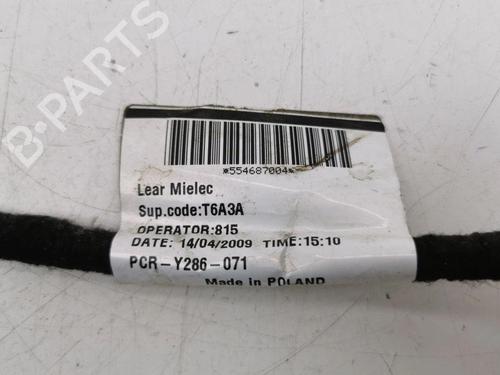 B-PARTS
*554687004*
Lear Mielec
Sup.code:T6A3A
OPERATOR:815
DATE: 14/04/2009 TIME:15:10
PCR-Y286-071
Made in POLAND